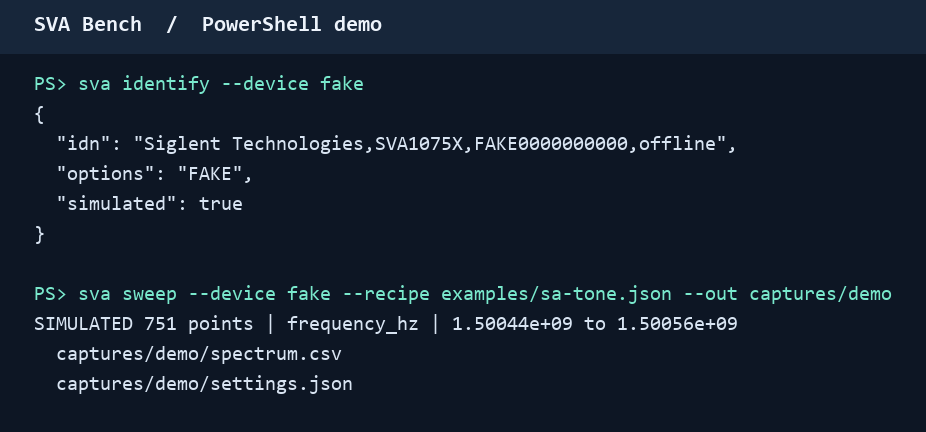 SVA Bench / PowerShell demo
PS> sva identify --device fake
{
"idn": "Siglent Technologies,SVA1075X,FAKE0000000000,offline",
"options": "FAKE",
"simulated": true
}
PS> sva sweep --device fake --recipe examples/sa-tone.json --out captures/demo
SIMULATED 751 points | frequency_hz | 1.50044e+09 to 1.50056e+09
captures/demo/spectrum.csv
captures/demo/settings.json